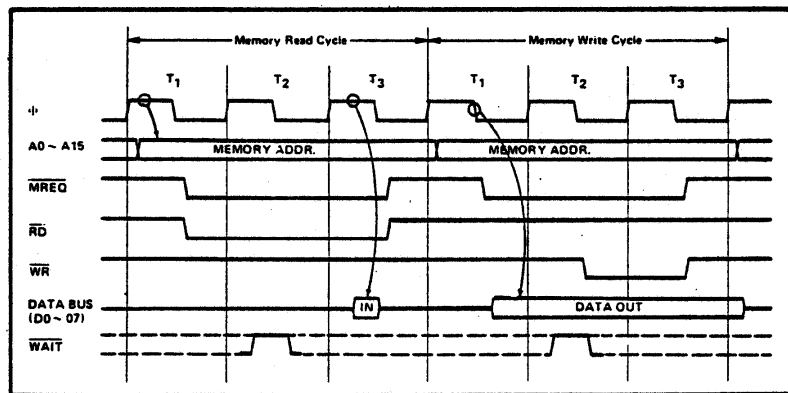 Memory Read Cycle Memory Write Cycle
T1 T2 T3 T1 T2 T3
Φ
A0 ~ A15 MEMORY ADDR. MEMORY ADDR.
MREQ
RD
WR
DATA BUS IN DATA OUT
(D0 ~ 07)
WAIT